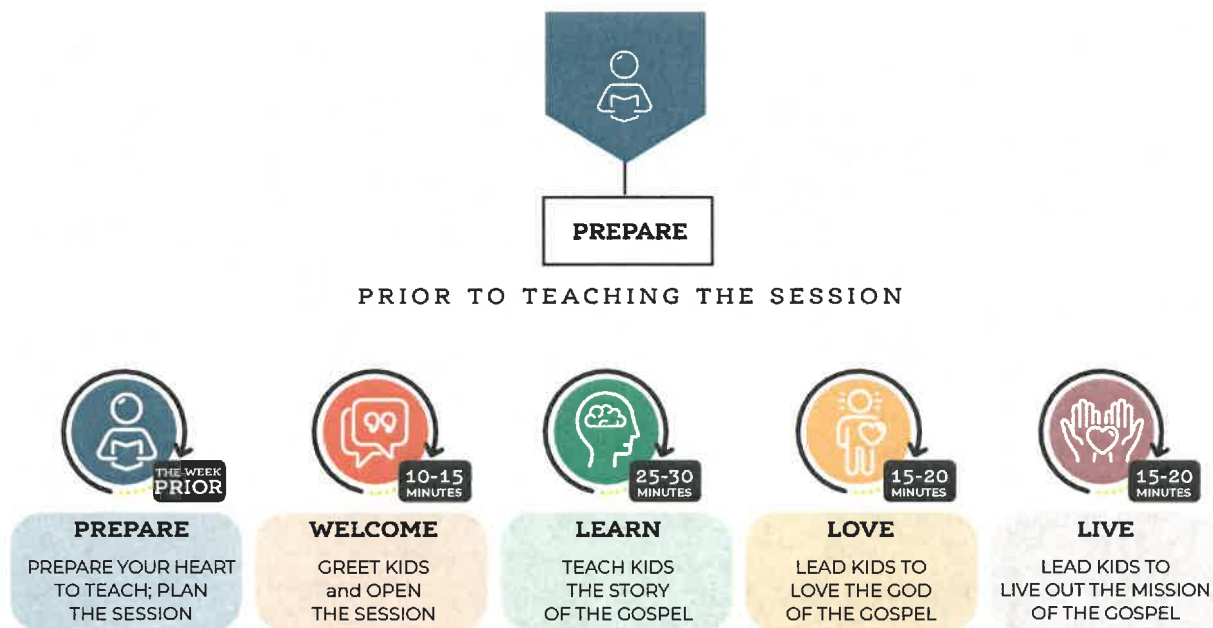 PREPARE
PRIOR TO TEACHING THE SESSION
THE WEEK
PRIOR
10-15
MINUTES
25-30
MINUTES
15-20
MINUTES
15-20
MINUTES
PREPARE
PREPARE YOUR HEART
TO TEACH; PLAN
THE SESSION
WELCOME
GREET KIDS
and OPEN
THE SESSION
LEARN
TEACH KIDS
THE STORY
OF THE GOSPEL
LOVE
LEAD KIDS TO
LOVE THE GOD
OF THE GOSPEL
LIVE
LEAD KIDS TO
LIVE OUT THE MISSION
OF THE GOSPEL